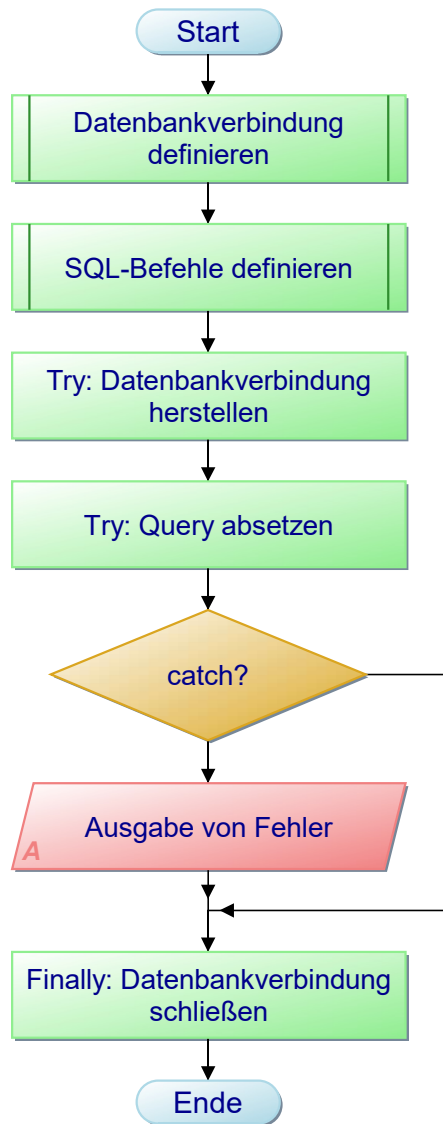 Start
Datenbankverbindung
definieren
SQL-Befehle definieren
Try: Datenbankverbindung
herstellen
Try: Query absetzen
catch?
Ausgabe von Fehler
A
Finally: Datenbankverbindung
schließen
Ende